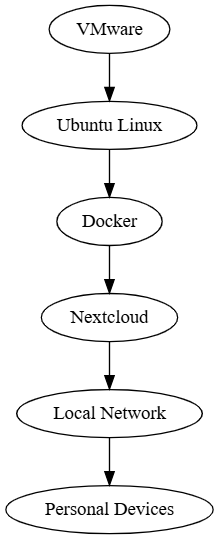 VMware
Ubuntu Linux
Docker
Nextcloud
Local Network
Personal Devices